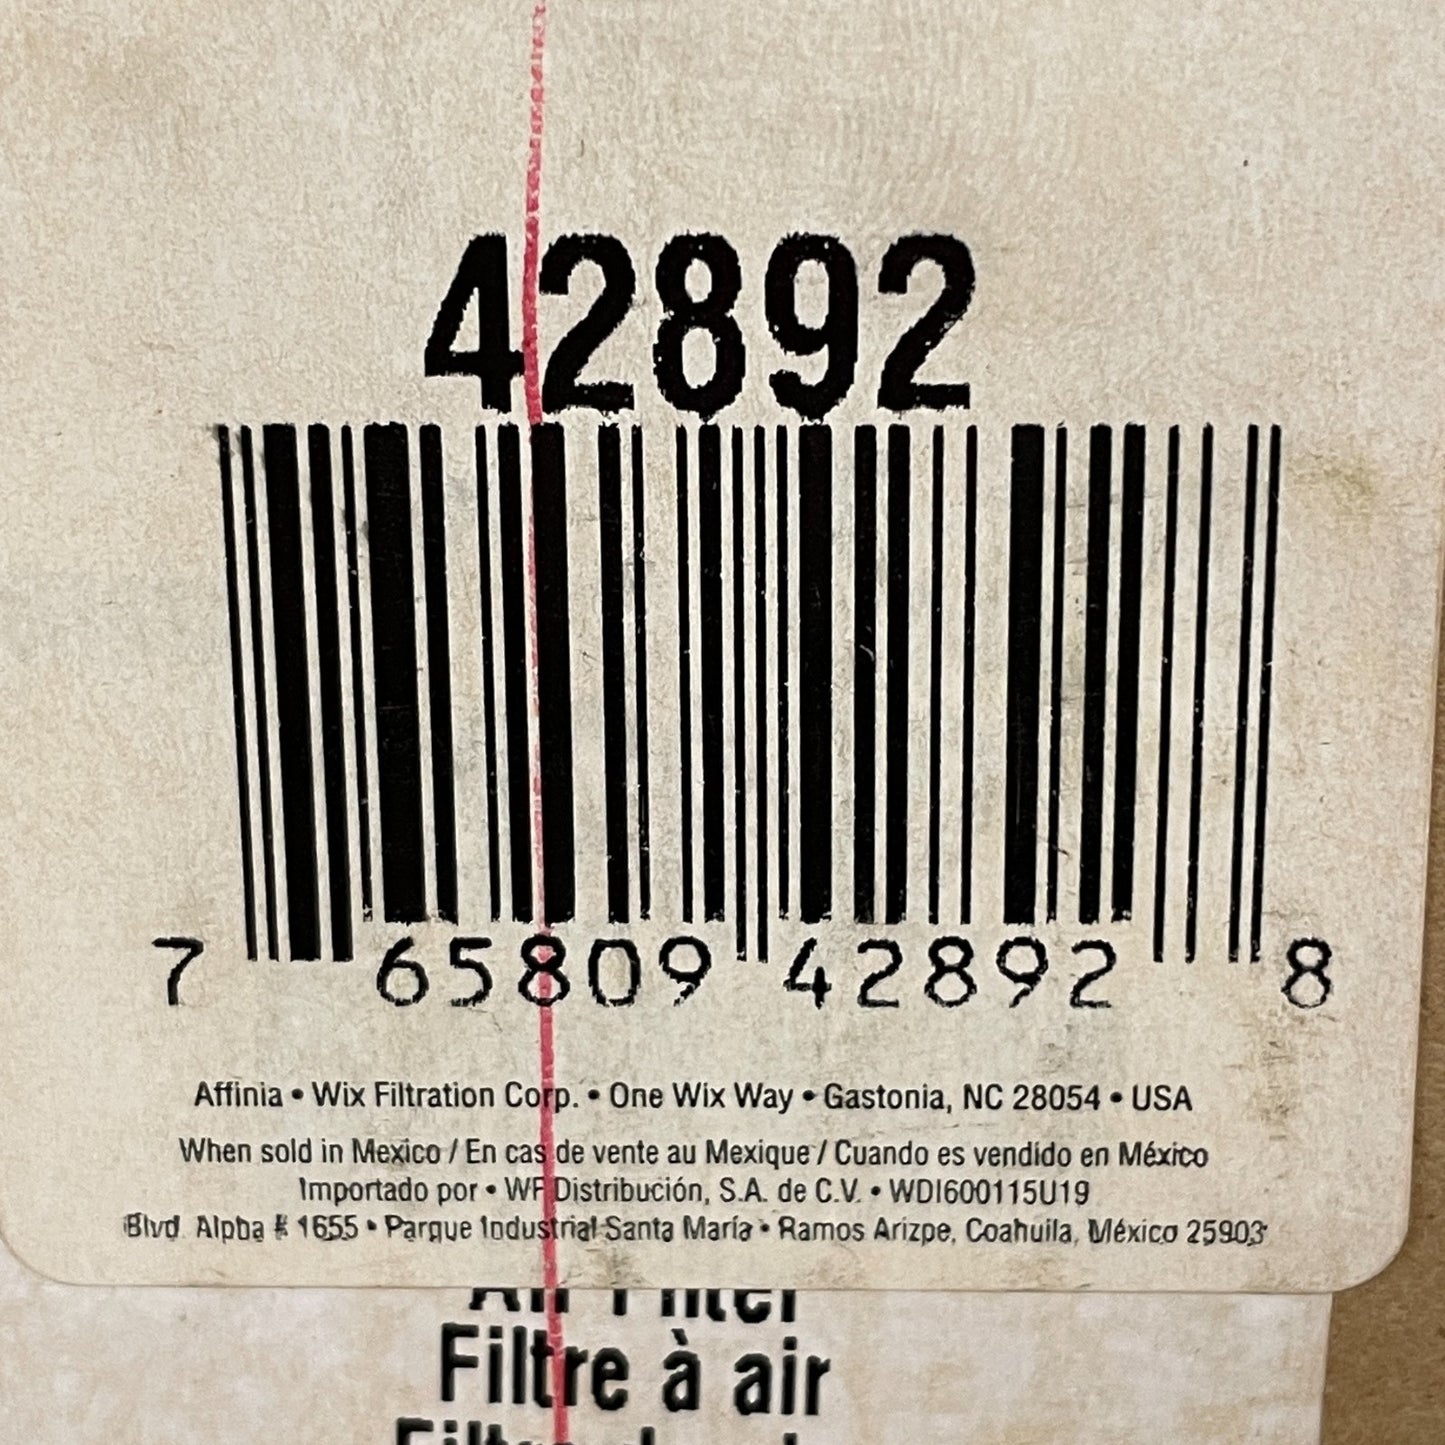 42892
7 65809 42892 8
Affinia • Wix Filtration Corp. • One Wix Way • Gastonia, NC 28054 • USA
When sold in Mexico / En cas de vente au Mexique / Cuando es vendido en México
Importado por • WF Distribución, S.A. de C.V. • WDI600115U19
Blvd. Alpha # 1655 • Parque Industrial Santa María • Ramos Arizpe, Coahuila, México 25903
Air Filter
Filtre à air